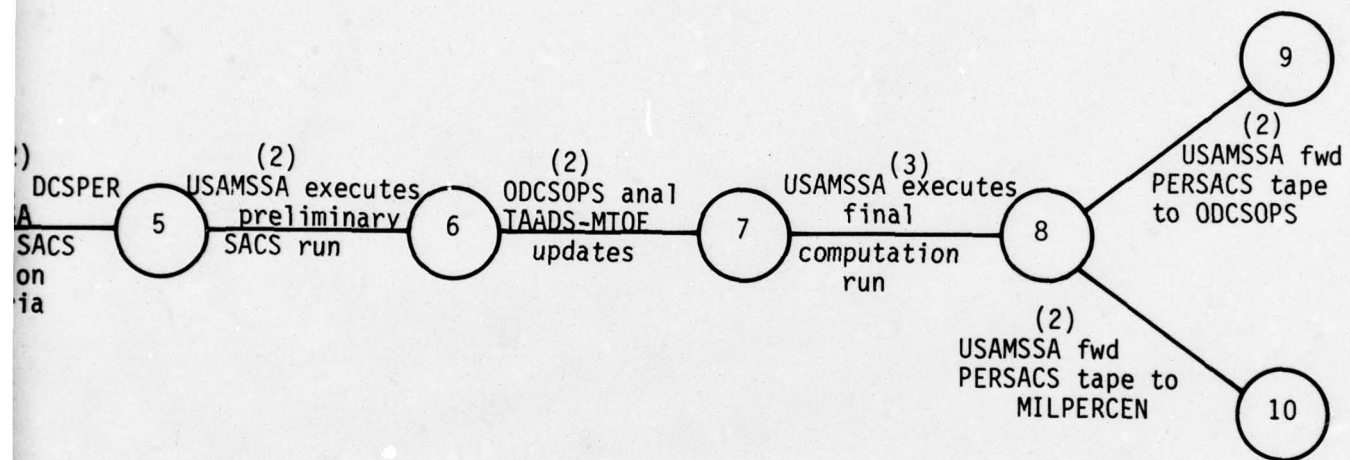 DCSPER
SACS
on
5
(2)
USAMSSA executes
preliminary
SACS run
6
(2)
ODCSOPS anal
TAADS-MTOE
updates
7
(3)
USAMSSA executes
final
computation
run
8
(2)
USAMSSA fwd
PERSACS tape
to ODCSOPS
9
(2)
USAMSSA fwd
PERSACS tape to
MILPERCEN
10